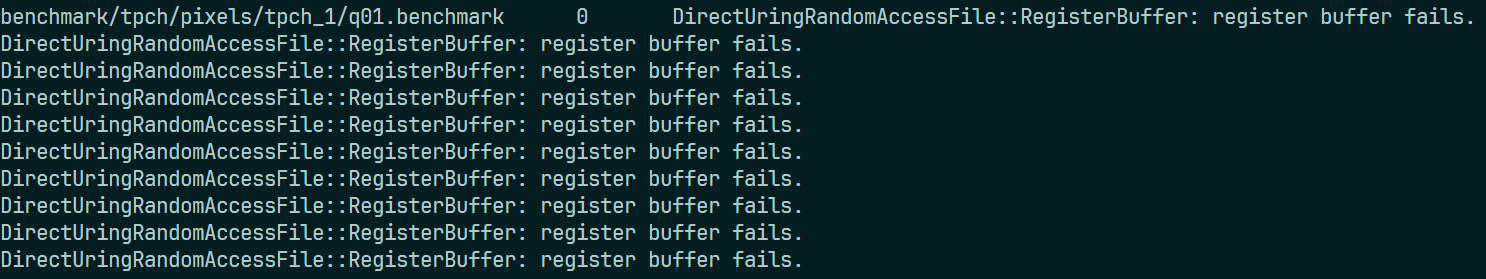 benchmark/tpch/pixels/tpch_1/q01.benchmark 0 DirectUringRandomAccessFile::RegisterBuffer: register buffer fails.
DirectUringRandomAccessFile::RegisterBuffer: register buffer fails.
DirectUringRandomAccessFile::RegisterBuffer: register buffer fails.
DirectUringRandomAccessFile::RegisterBuffer: register buffer fails.
DirectUringRandomAccessFile::RegisterBuffer: register buffer fails.
DirectUringRandomAccessFile::RegisterBuffer: register buffer fails.
DirectUringRandomAccessFile::RegisterBuffer: register buffer fails.
DirectUringRandomAccessFile::RegisterBuffer: register buffer fails.
DirectUringRandomAccessFile::RegisterBuffer: register buffer fails.
DirectUringRandomAccessFile::RegisterBuffer: register buffer fails.